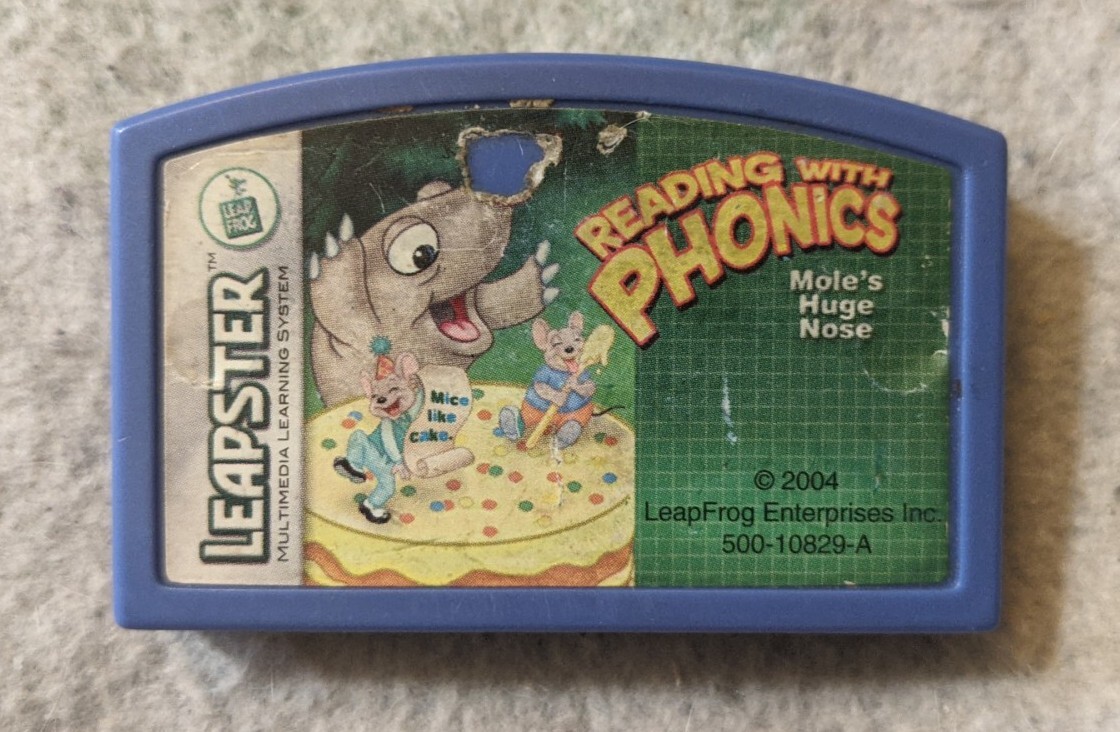 LEAP
FROG
LEAPSTER™
MULTIMEDIA LEARNING SYSTEM
READING WITH
PHONICS
Mole's
Huge
Nose
Mice
like
cake.
© 2004
LeapFrog Enterprises Inc.
500-10829-A